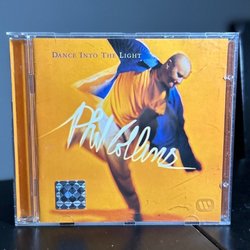 DANCE INTO THE LIGHT
Phil Collins